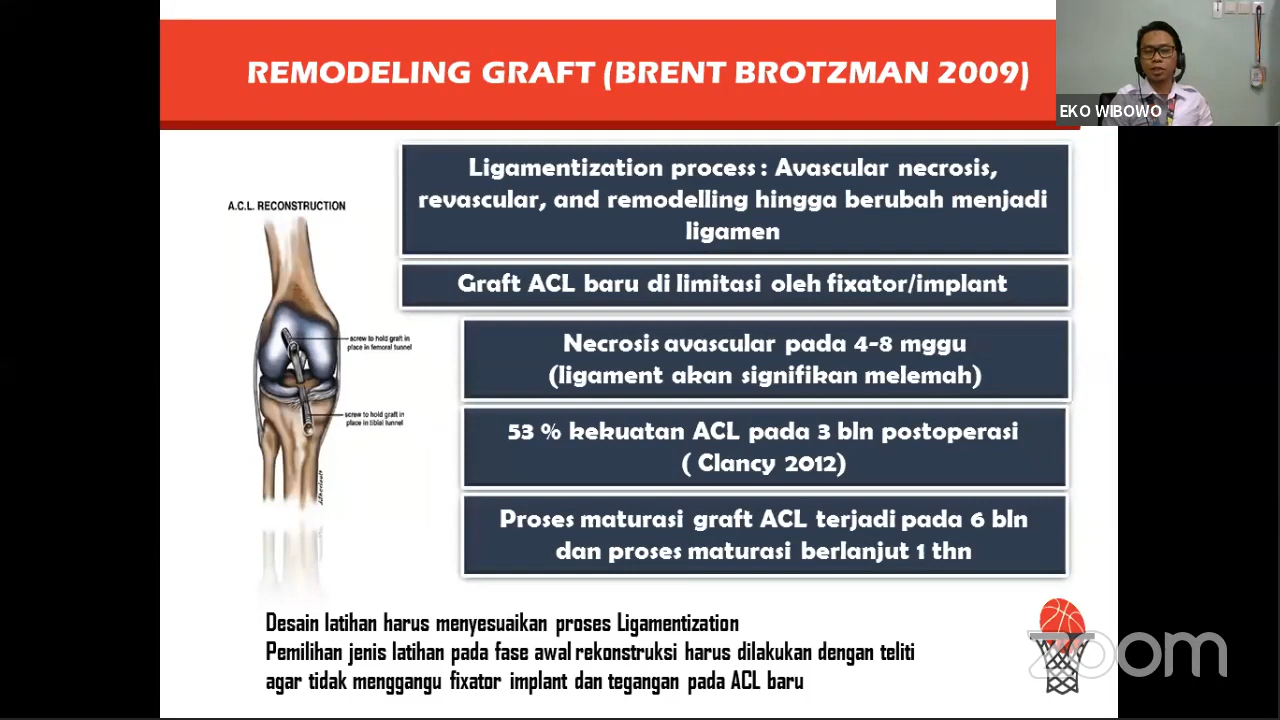 REMODELING GRAFT (BRENT BROTZMAN 2009)
EKO WIBOWO
Ligamentization process : Avascular necrosis,
revascular, and remodelling hingga berubah menjadi
ligamen
A.C.L. RECONSTRUCTION
Graft ACL baru di limitasi oleh fixator/implant
screw to hold graft in
place in femoral tunnel
Necrosis avascular pada 4-8 mggu
(ligament akan signifikan melemah)
screw to hold graft in
place in tibial tunnel
53 % kekuatan ACL pada 3 bln postoperasi
( Clancy 2012)
Proses maturasi graft ACL terjadi pada 6 bln
dan proses maturasi berlanjut 1 thn
Desain latihan harus menyesuaikan proses Ligamentization
Pemilihan jenis latihan pada fase awal rekonstruksi harus dilakukan dengan teliti
agar tidak menggangu fixator implant dan tegangan pada ACL baru
zoom